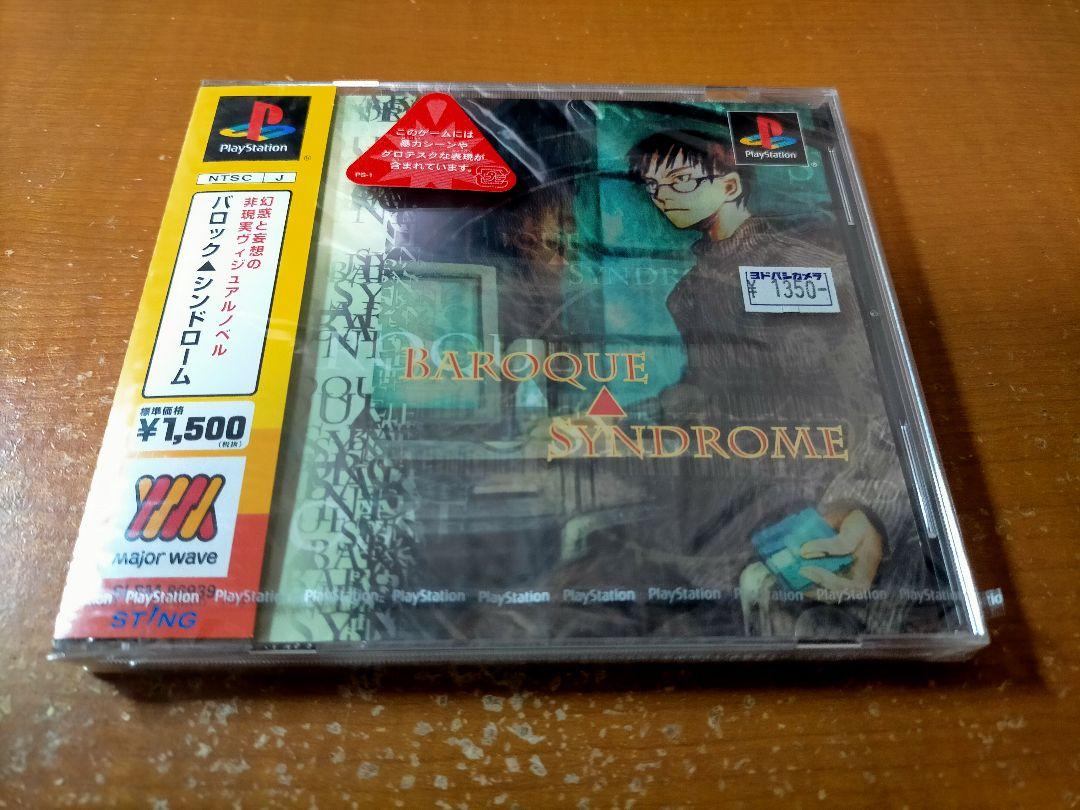 PlayStation
NTSC J
幻惑と妄想の
非現実ヴィジュアルノベル
バロック▲シンドローム
標準価格
¥1,500
(税抜)
major wave
PlayStation
STING
このゲームには
暴力シーンや
グロテスクな表現が
含まれています。
PS-1
PlayStation
ヨドバシカメラ
¥ 1350-
BAROQUE
▲
SYNDROME
PlayStation PlayStation PlayStation PlayStation PlayStation PlayStation PlayStation